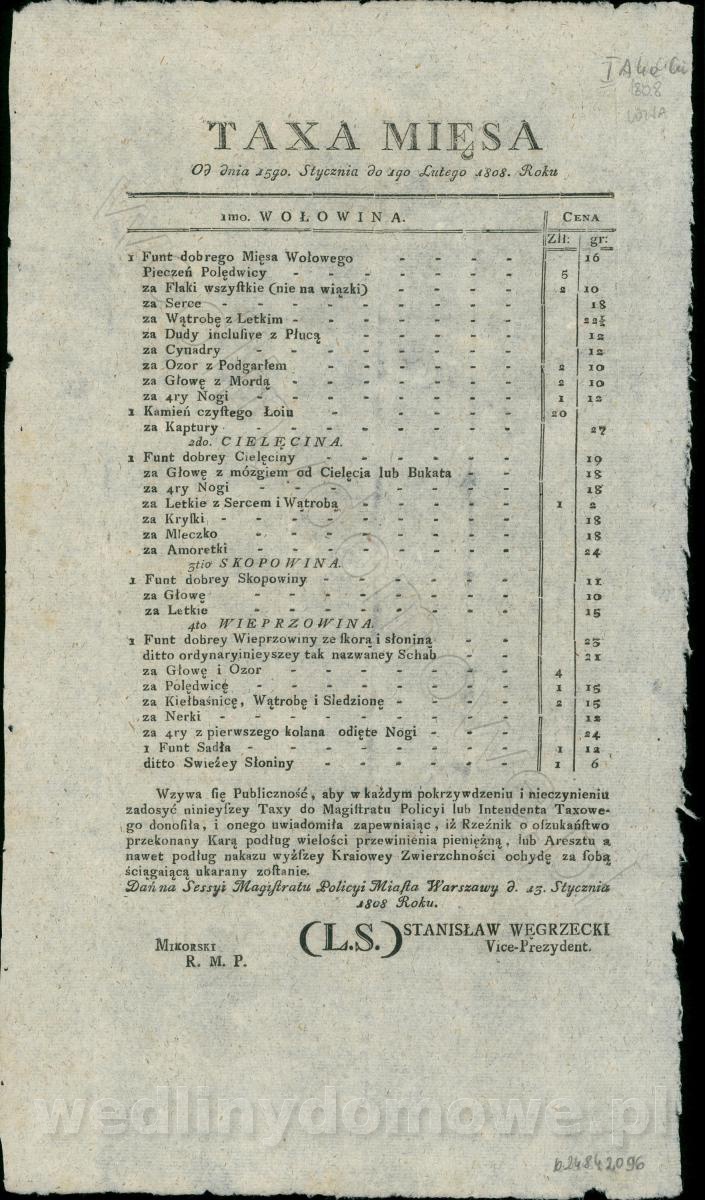 1808
TAXA MIĘSA
Od dnia 15go. Stycznia do 1go Lutego 1808. Roku
1mo. WOŁOWINA. CENA
Złł: gr:
1 Funt dobrego Mięsa Wołowego - - - - 16
Pieczeń Polędwicy - - - - - - - 5
za Flaki wszyſtkie (nie na wiązki) - - - - 2 10
za Serce - - - - - - - - - 18
za Wątrobę z Letkim - - - - - - - 22½
za Dudy incluſive z Płucą - - - - - - 12
za Cynadry - - - - - - - - 12
za Ozor z Podgarłem - - - - - - 2 10
za Głowę z Mordą - - - - - - - 2 10
za 4ry Nogi - - - - - - - - 1 12
1 Kamień czyſtego Łoiu - - - - - - 20
za Kaptury - - - - - - - - 27
2do. CIELĘCINA.
1 Funt dobrey Cielęciny - - - - - - 19
za Głowę z mózgiem od Cielęcia lub Bukata - - 18
za 4ry Nogi - - - - - - - - 18
za Letkie z Sercem i Wątrobą - - - - - 1 2
za Kryſki - - - - - - - - - 18
za Mleczko - - - - - - - - 18
za Amoretki - - - - - - - - 24
3tio SKOPOWINA.
1 Funt dobrey Skopowiny - - - - - - 11
za Głowę - - - - - - - - 10
za Letkie - - - - - - - - 15
4to WIEPRZOWINA.
1 Funt dobrey Wieprzowiny ze ſkorą i słoniną - - 23
ditto ordynaryinieyszey tak nazwaney Schab - - 21
za Głowę i Ozor - - - - - - - 4
za Polędwicę - - - - - - - - 1 15
za Kiełbaśnicę, Wątrobę i Sledzionę - - - - 2 15
za Nerki - - - - - - - - - 12
za 4ry z pierwszego kolana odięte Nogi - - - 24
1 Funt Sadła - - - - - - - - 1 12
ditto Swieżey Słoniny - - - - - - 1 6
Wzywa ſię Publiczność, aby w każdym pokrzywdzeniu i nieczynieniu
zadosyć ninieyſzey Taxy do Magiſtratu Policyi lub Intendenta Taxowe-
go donoſiła, i onego uwiadomiła zapewniaiąc, iż Rzeźnik o oſzukańſtwo
przekonany Karą podług wielości przewinienia pieniężną, lub Aresztu a
nawet podług nakazu wyżſzey Kraiowey Zwierzchności ochydę za ſobą
ściągaiącą ukarany zoſtanie.
Dań na Sessyi Magiſtratu Policyi Miaſta Warszawy d. 13. Stycznia
1808 Roku.
(L.S.) STANISŁAW WĘGRZECKI
Mikorski Vice-Prezydent.
R. M. P.
wedlinydomowe.pl
b.24842096